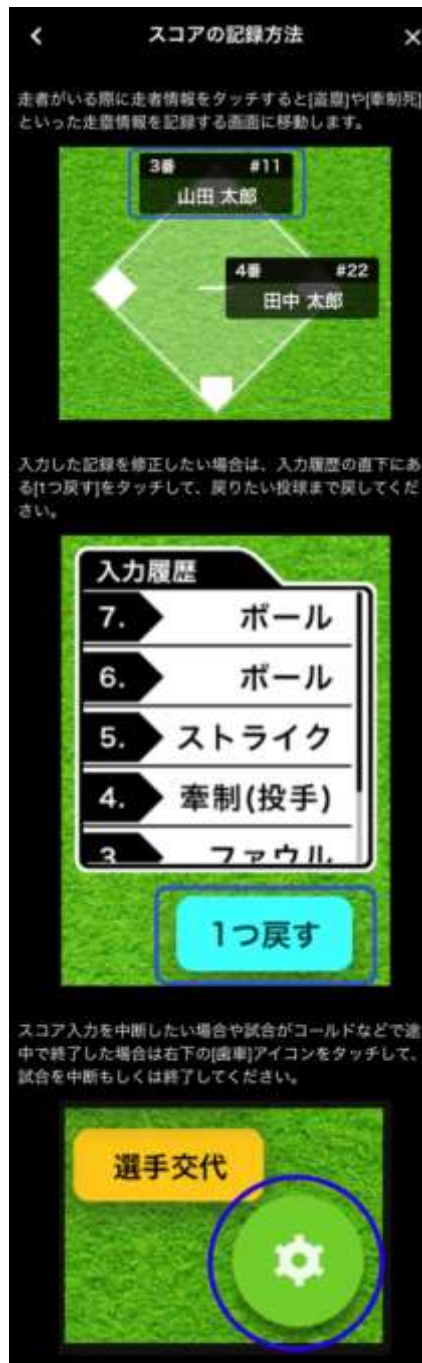 スコアの記録方法
走者がいる際に走者情報をタッチすると[盗塁]や[牽制死]
といった走塁情報を記録する画面に移動します。
3番 #11
山田 太郎
4番 #22
田中 太郎
入力した記録を修正したい場合は、入力履歴の直下にあ
る[1つ戻す]をタッチして、戻りたい投球まで戻してくだ
さい。
入力履歴
7. ボール
6. ボール
5. ストライク
4. 牽制(投手)
3 ファウル
1つ戻す
スコア入力を中断したい場合や試合がコールドなどで途
中で終了した場合は右下の[歯車]アイコンをタッチして、
試合を中断もしくは終了してください。
選手交代